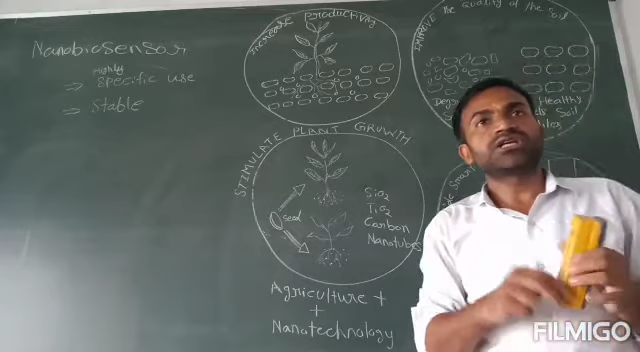 Nanobiosensor
Highly
⇒ Specific use
⇒ Stable
Increase Productivity
IMPROVE the quality of the Soil
Healthy
Soil
STIMULATE PLANT GROWTH
seed
SiO2
TiO2
Carbon
Nanotubes
Agriculture +
+
Nanotechnology
FILMIGO